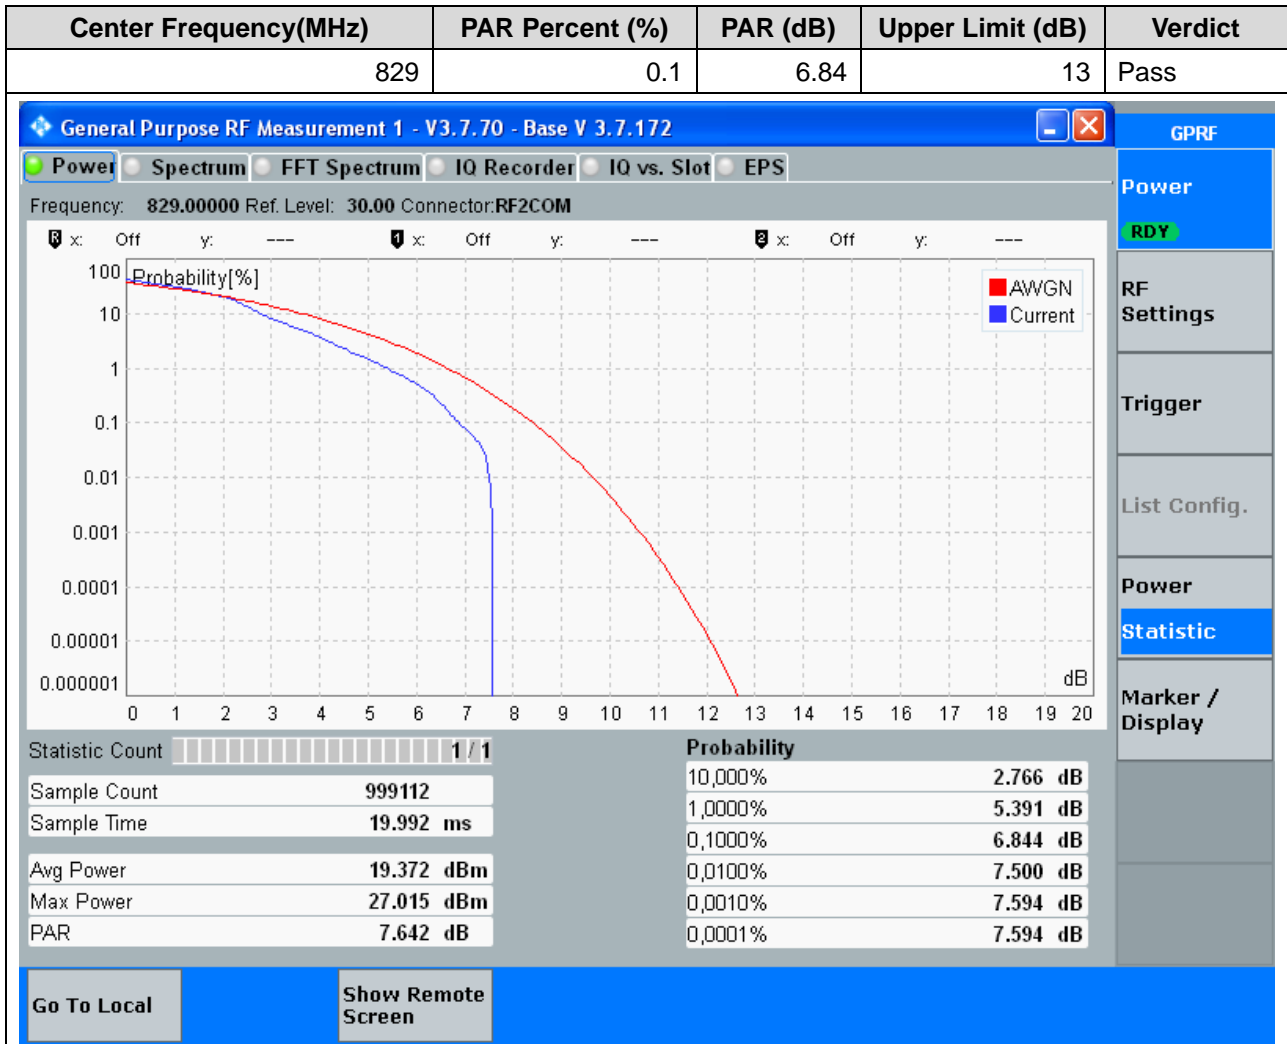 Center Frequency(MHz) PAR Percent (%) PAR (dB) Upper Limit (dB) Verdict
829 0.1 6.84 13 Pass
General Purpose RF Measurement 1 - V3.7.70 - Base V 3.7.172
GPRF
Power Spectrum FFT Spectrum IQ Recorder IQ vs. Slot EPS
Frequency: 829.00000 Ref. Level: 30.00 Connector:RF2COM
R x: Off y: --- 1 x: Off y: --- 2 x: Off y: ---
Probability[%]
AWGN
Current
100
10
1
0.1
0.01
0.001
0.0001
0.00001
0.000001
dB
0 1 2 3 4 5 6 7 8 9 10 11 12 13 14 15 16 17 18 19 20
Statistic Count 1 / 1
Sample Count 999112
Sample Time 19.992 ms
Avg Power 19.372 dBm
Max Power 27.015 dBm
PAR 7.642 dB
Probability
10,000% 2.766 dB
1,0000% 5.391 dB
0,1000% 6.844 dB
0,0100% 7.500 dB
0,0010% 7.594 dB
0,0001% 7.594 dB
Power
RDY
RF
Settings
Trigger
List Config.
Power
Statistic
Marker /
Display
Go To Local
Show Remote
Screen